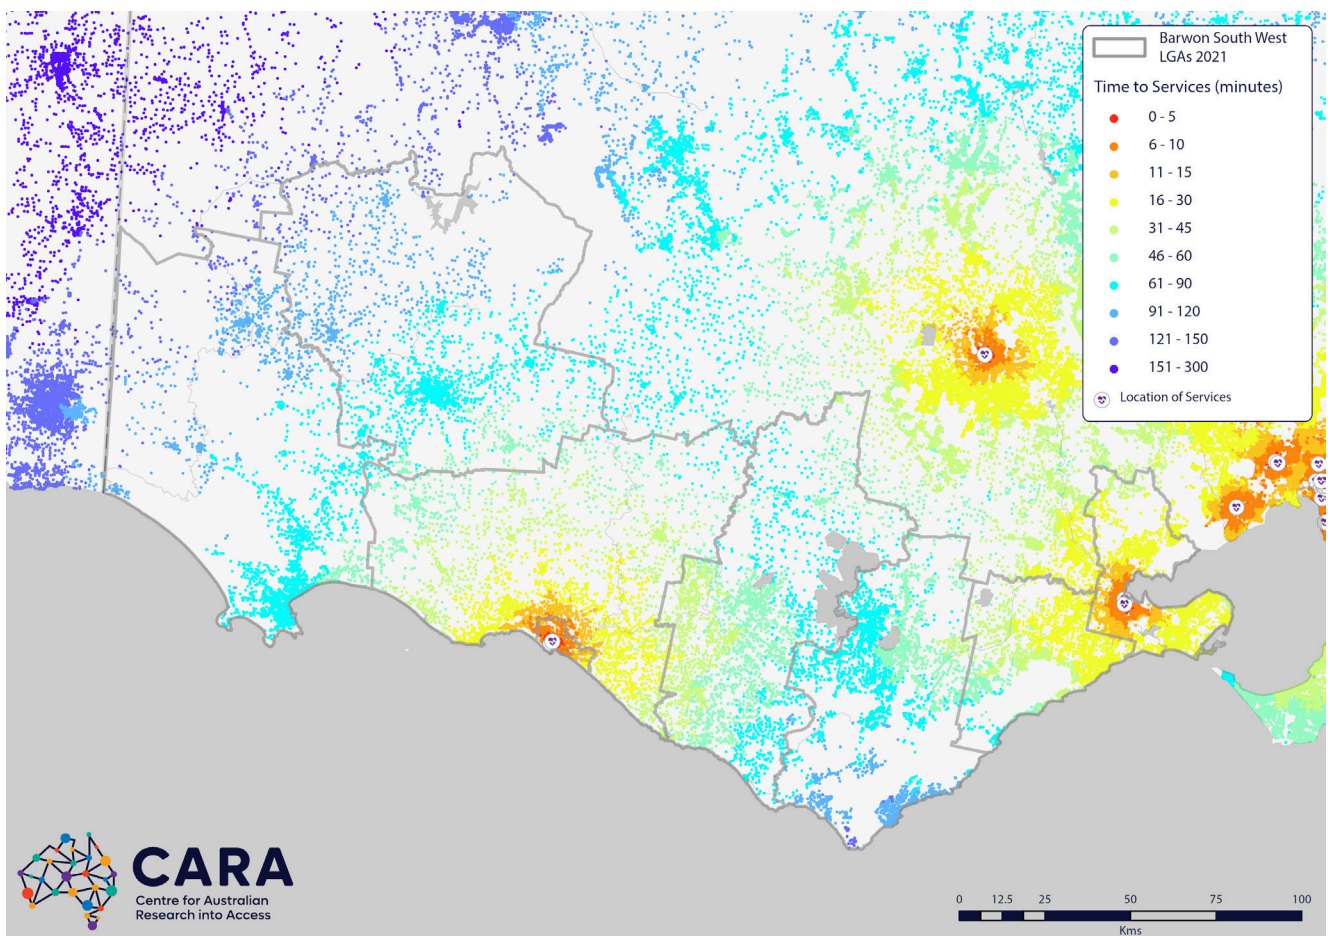 Barwon South West
LGAs 2021
Time to Services (minutes)
0 - 5
6 - 10
11 - 15
16 - 30
31 - 45
46 - 60
61 - 90
91 - 120
121 - 150
151 - 300
Location of Services
CARA
Centre for Australian
Research into Access
0 12.5 25 50 75 100
Kms